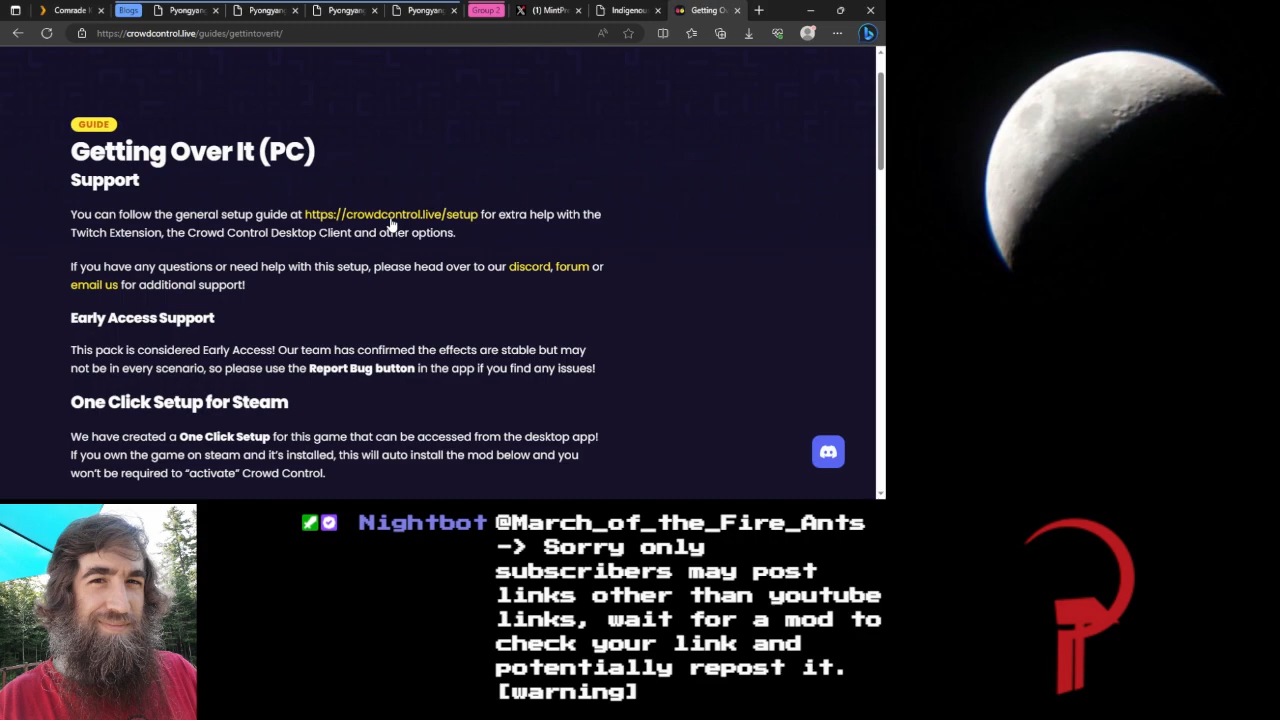 Comrade
Blogs
Pyongyang
Pyongyang
Pyongyang
Pyongyang
Group 2
(1) MintPr
Indigenou
Getting Ov
https://crowdcontrol.live/guides/gettintoverit/
GUIDE
Getting Over It (PC)
Support
You can follow the general setup guide at https://crowdcontrol.live/setup for extra help with the
Twitch Extension, the Crowd Control Desktop Client and other options.
If you have any questions or need help with this setup, please head over to our discord, forum or
email us for additional support!
Early Access Support
This pack is considered Early Access! Our team has confirmed the effects are stable but may
not be in every scenario, so please use the Report Bug button in the app if you find any issues!
One Click Setup for Steam
We have created a One Click Setup for this game that can be accessed from the desktop app!
If you own the game on steam and it's installed, this will auto install the mod below and you
won't be required to “activate” Crowd Control.
Nightbot @March_of_the_Fire_Ants
-> Sorry only
subscribers may post
links other than youtube
links, wait for a mod to
check your link and
potentially repost it.
[warning]